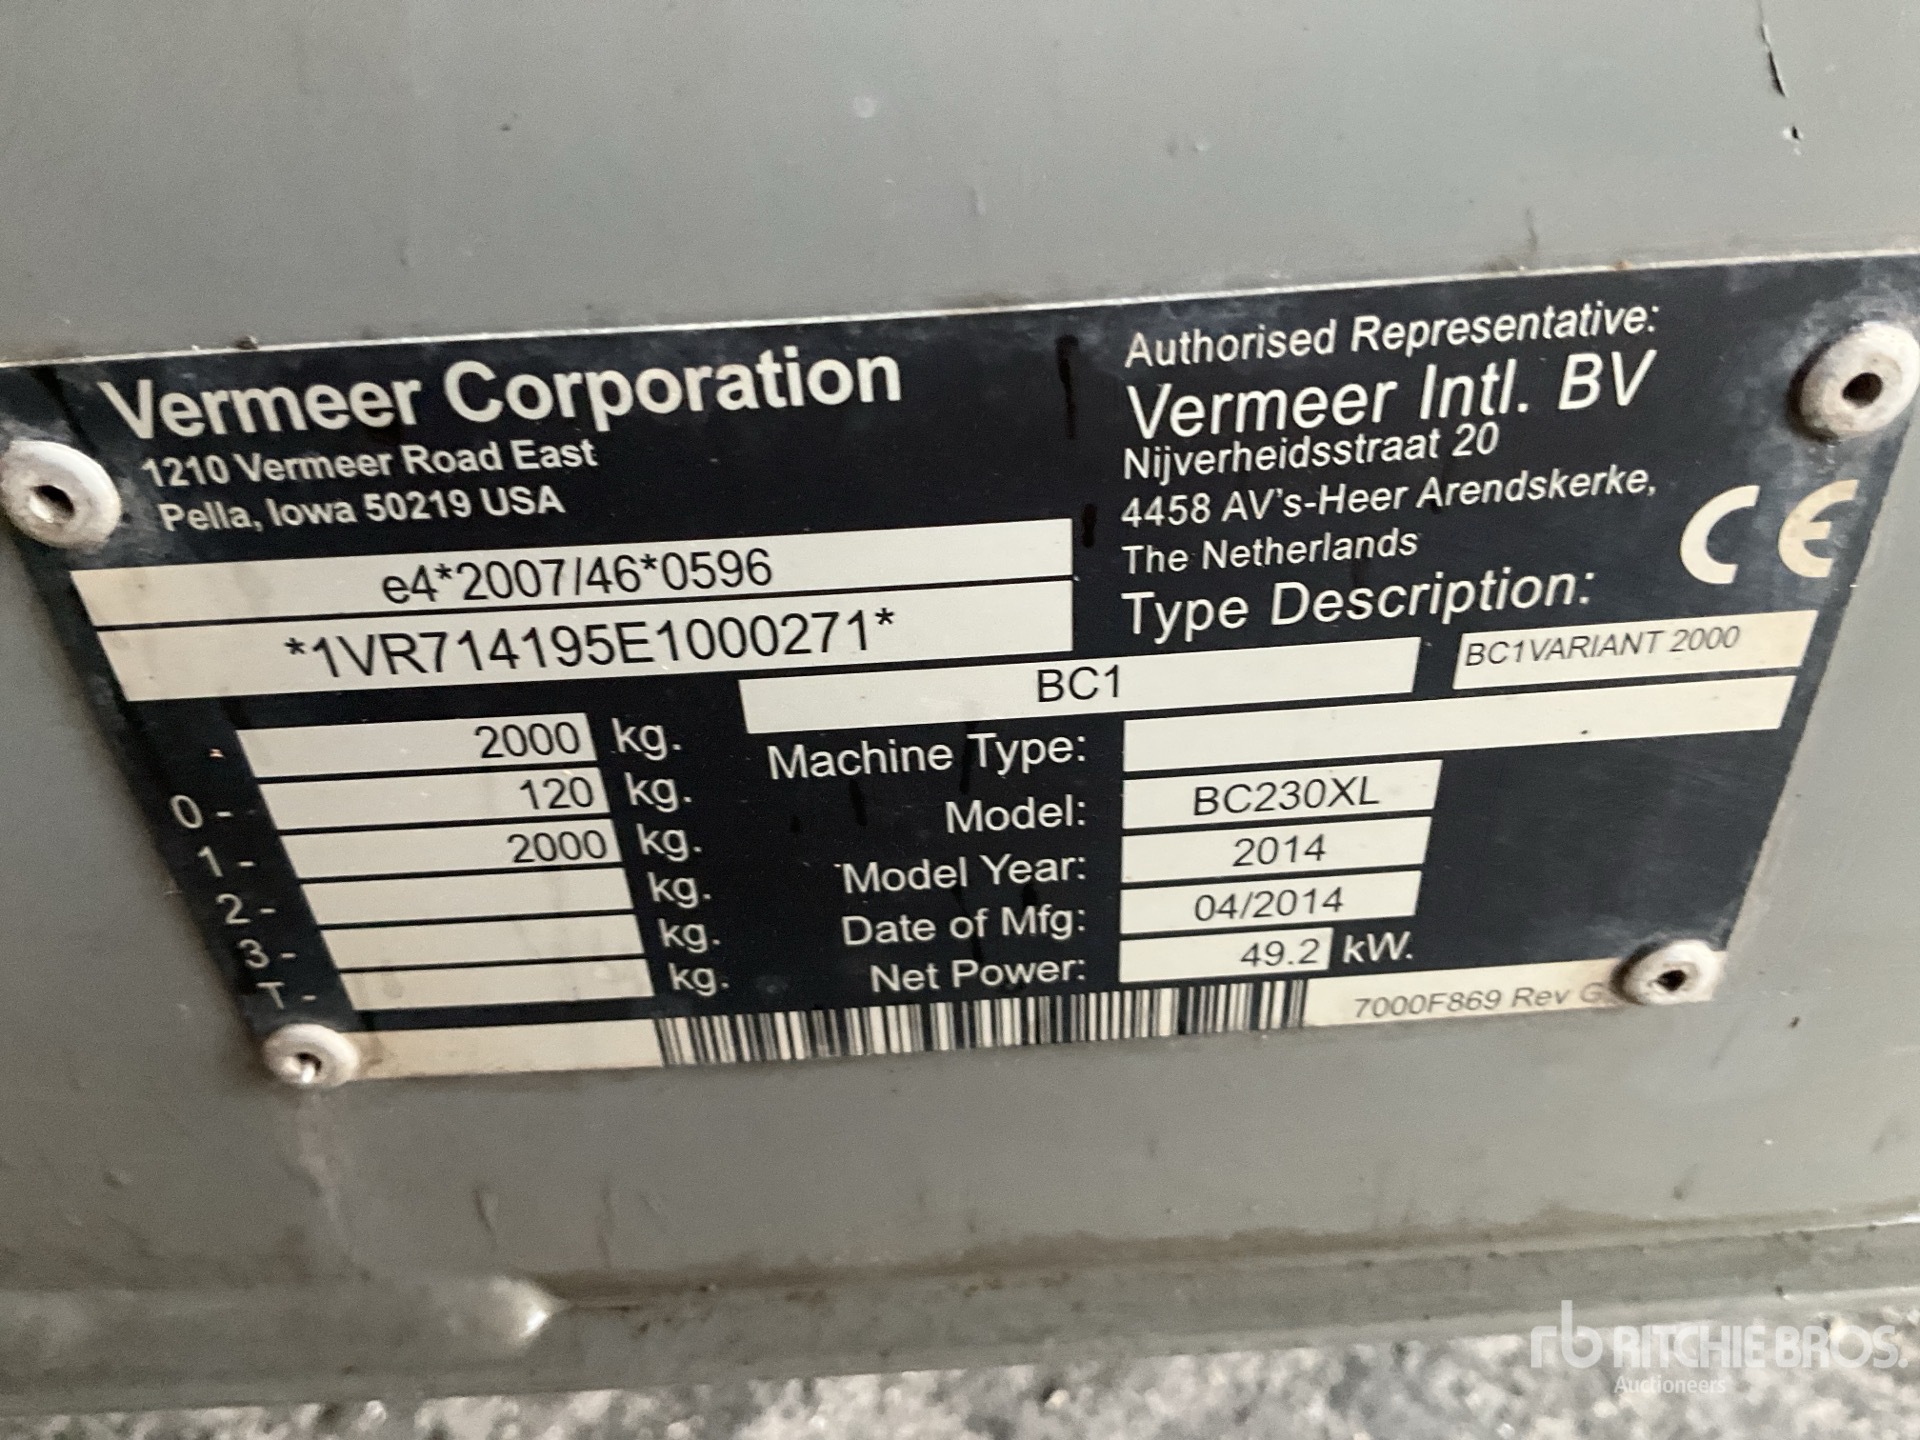 Vermeer Corporation
1210 Vermeer Road East
Pella, Iowa 50219 USA
e4*2007/46*0596
*1VR714195E1000271*
- 2000 kg.
0- 120 kg.
1- 2000 kg.
2- kg.
3- kg.
T- kg.
Authorised Representative:
Vermeer Intl. BV
Nijverheidsstraat 20
4458 AV's-Heer Arendskerke,
The Netherlands
CE
Type Description:
BC1 BC1VARIANT 2000
Machine Type:
Model: BC230XL
Model Year: 2014
Date of Mfg: 04/2014
Net Power: 49.2 kW.
7000F869 Rev G
rb RITCHIE BROS.
Auctioneers